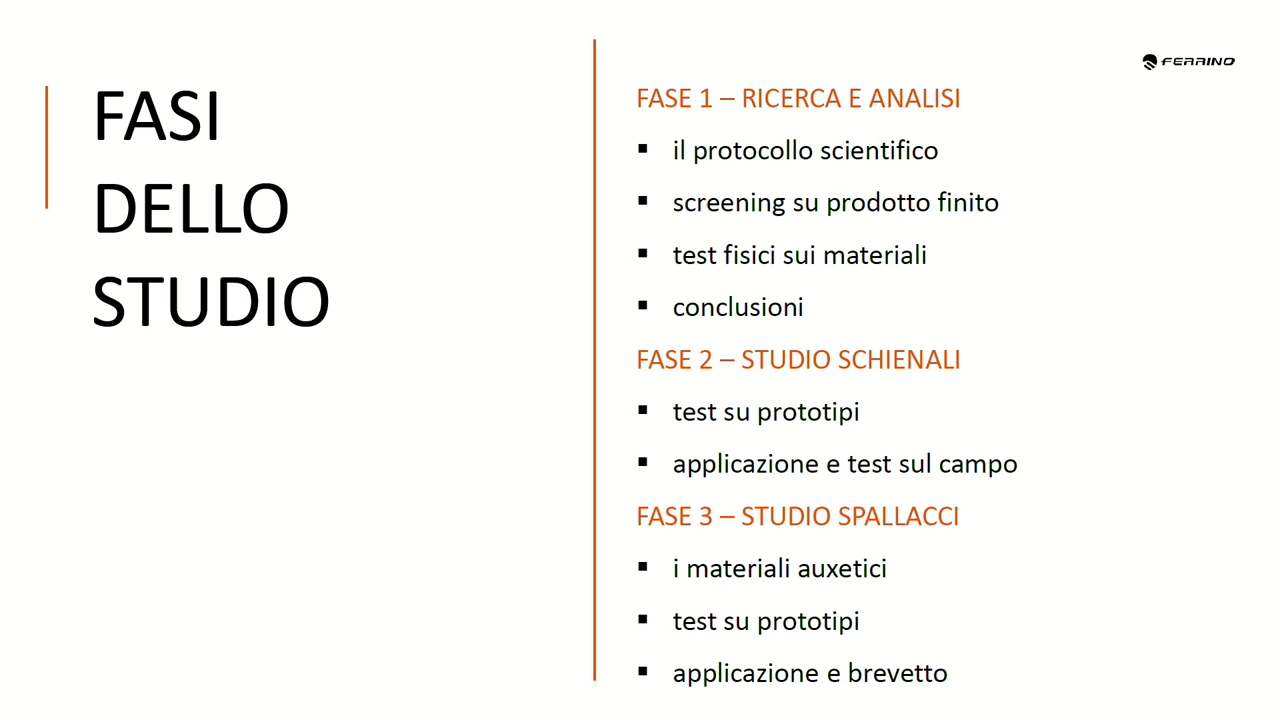 FASI
DELLO
STUDIO
FERRINO
FASE 1 – RICERCA E ANALISI
▪ il protocollo scientifico
▪ screening su prodotto finito
▪ test fisici sui materiali
▪ conclusioni
FASE 2 – STUDIO SCHIENALI
▪ test su prototipi
▪ applicazione e test sul campo
FASE 3 – STUDIO SPALLACCI
▪ i materiali auxetici
▪ test su prototipi
▪ applicazione e brevetto